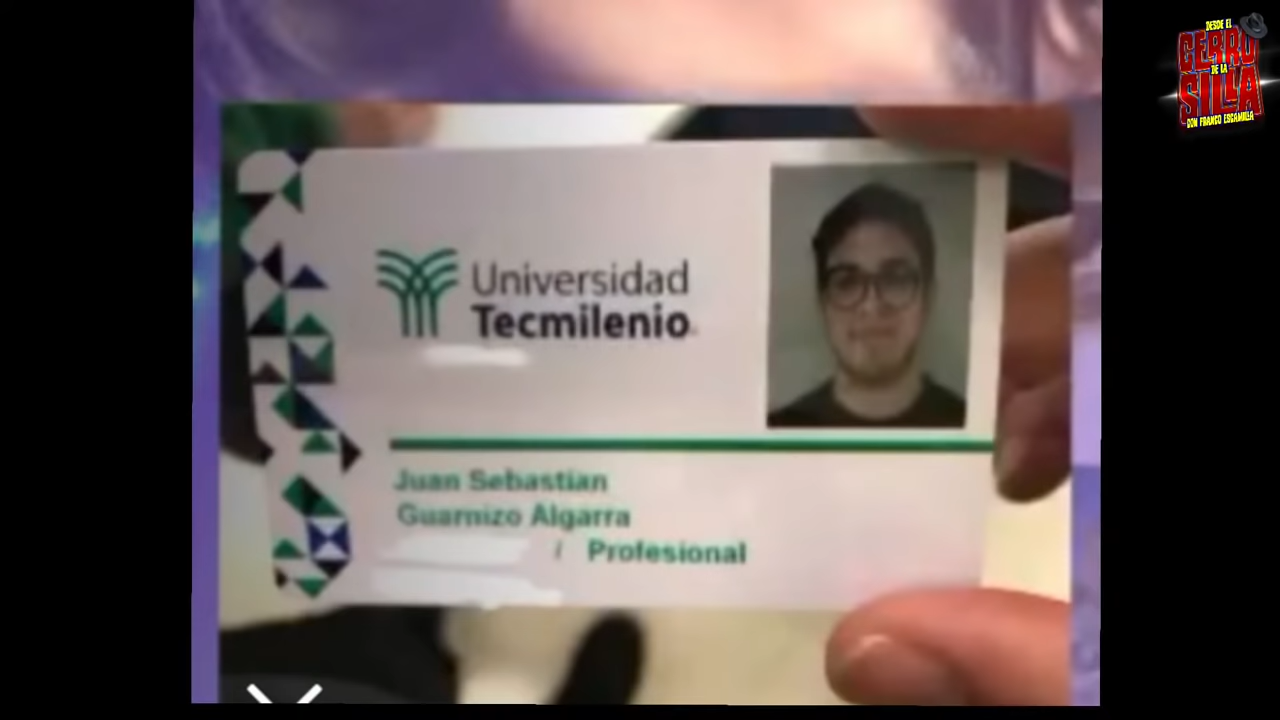 DESDE EL
CERRO
DE LA
SILLA
CON FRANCO ESCAMILLA
Universidad
Tecmilenio
Juan Sebastian
Guarnizo Algarra
/ Profesional